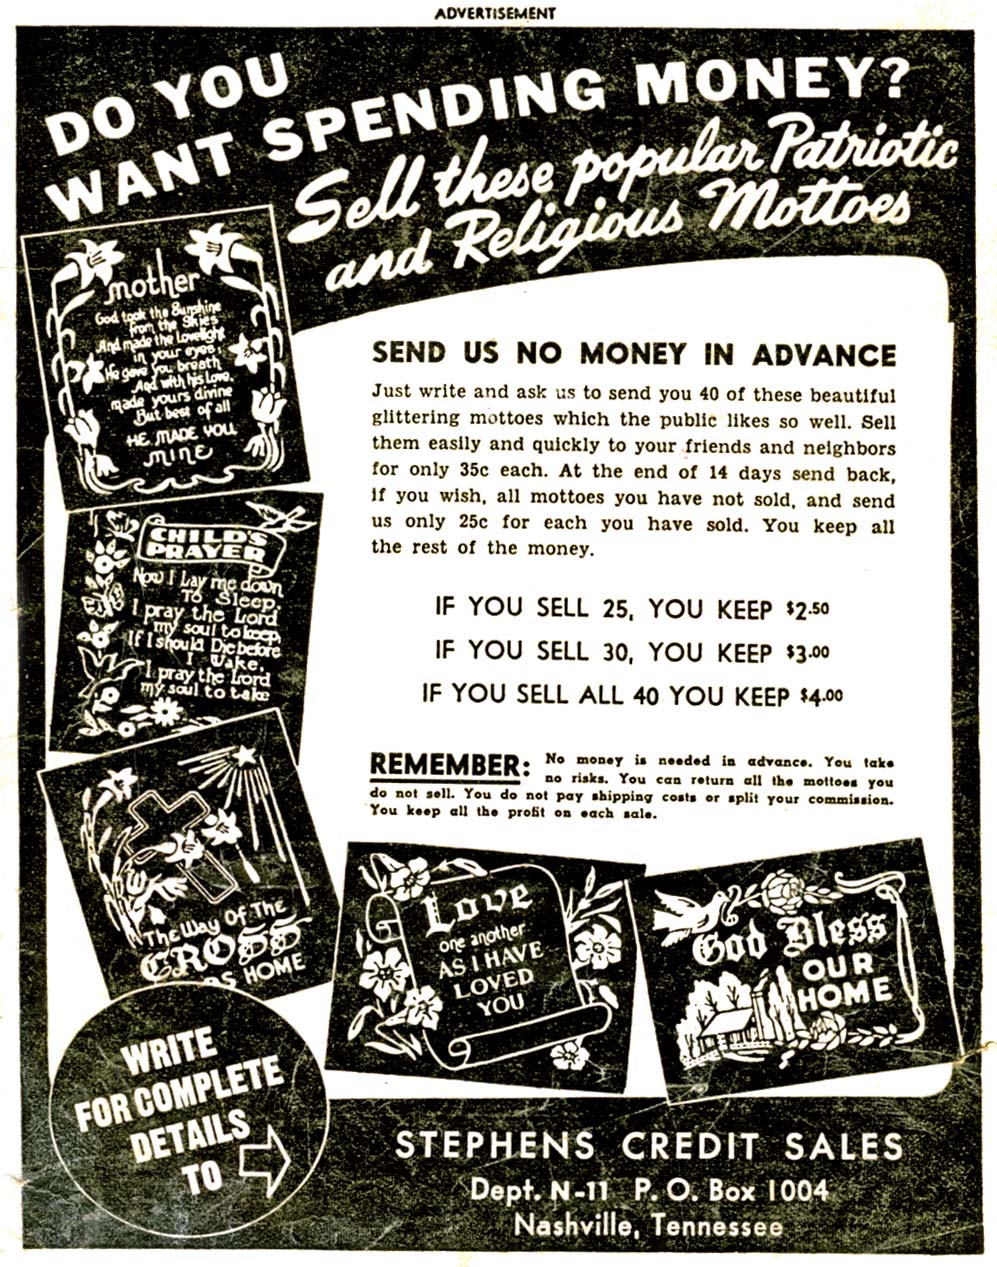 ADVERTISEMENT
DO YOU
WANT SPENDING MONEY?
Sell these popular Patriotic
and Religious Mottoes
mother
God took the Sunshine
from the Skies
And made the Lovelight
in your eyes,
He gave you breath
And with his Love,
made yours divine
But best of all
HE MADE YOU
MINE
CHILD'S
PRAYER
Now I Lay me down
To Sleep,
I pray the Lord
my soul to keep,
If I should Die before
I Wake,
I pray the Lord
my soul to take
The Way Of The
CROSS
HOME
SEND US NO MONEY IN ADVANCE
Just write and ask us to send you 40 of these beautiful
glittering mottoes which the public likes so well. Sell
them easily and quickly to your friends and neighbors
for only 35c each. At the end of 14 days send back,
if you wish, all mottoes you have not sold, and send
us only 25c for each you have sold. You keep all
the rest of the money.
IF YOU SELL 25, YOU KEEP $2.50
IF YOU SELL 30, YOU KEEP $3.00
IF YOU SELL ALL 40 YOU KEEP $4.00
REMEMBER: No money is needed in advance. You take
no risks. You can return all the mottoes you
do not sell. You do not pay shipping costs or split your commission.
You keep all the profit on each sale.
Love
one another
AS I HAVE
LOVED
YOU
God Bless
OUR
HOME
WRITE
FOR COMPLETE
DETAILS
TO
STEPHENS CREDIT SALES
Dept. N-11 P. O. Box 1004
Nashville, Tennessee